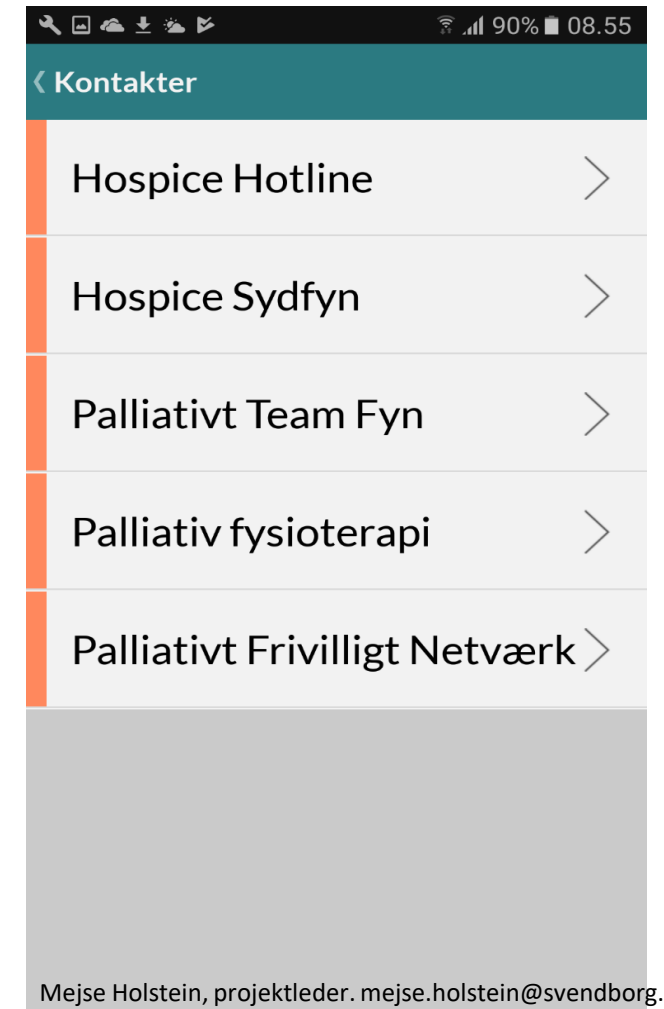 90% 08.55
Kontakter
Hospice Hotline
Hospice Sydfyn
Palliativt Team Fyn
Palliativ fysioterapi
Palliativt Frivilligt Netværk
Mejse Holstein, projektleder. mejse.holstein@svendborg.